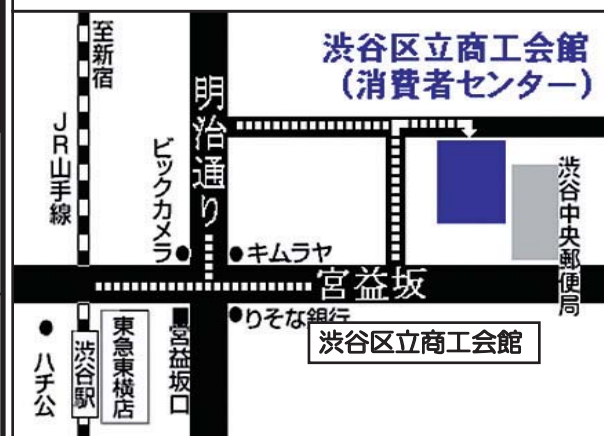 渋谷区立商工会館
(消費者センター)
至新宿
JR山手線
明治通り
ビックカメラ
キムラヤ
渋谷中央郵便局
宮益坂
りそな銀行
渋谷区立商工会館
宮益坂口
東急東横店
渋谷駅
ハチ公